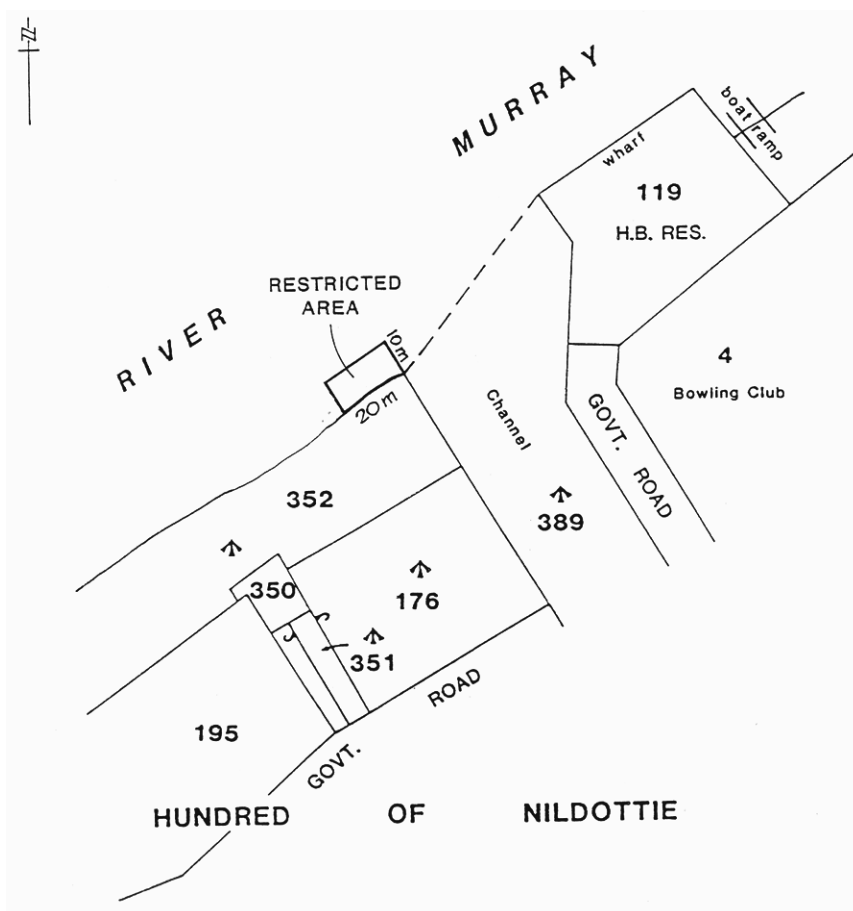 N
MURRAY
boat ramp
wharf
119
H.B. RES.
RESTRICTED
AREA
RIVER
10m
20m
4
Bowling Club
Channel
GOVT. ROAD
352
389
350
176
351
195
GOVT. ROAD
HUNDRED OF NILDOTTIE